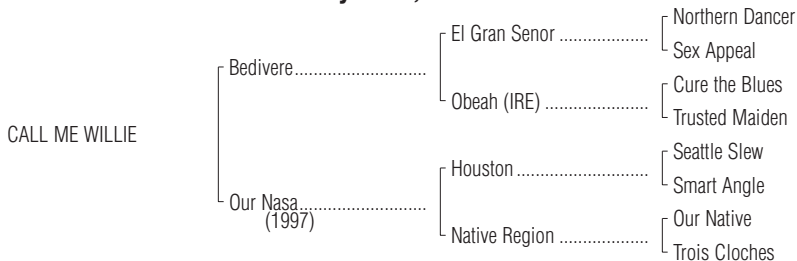 Northern Dancer
El Gran Senor ....................
Sex Appeal
Bedivere.............................
Cure the Blues
Obeah (IRE) .......................
Trusted Maiden
CALL ME WILLIE
Seattle Slew
Houston .............................
Smart Angle
Our Nasa............................
(1997)
Our Native
Native Region ....................
Trois Cloches